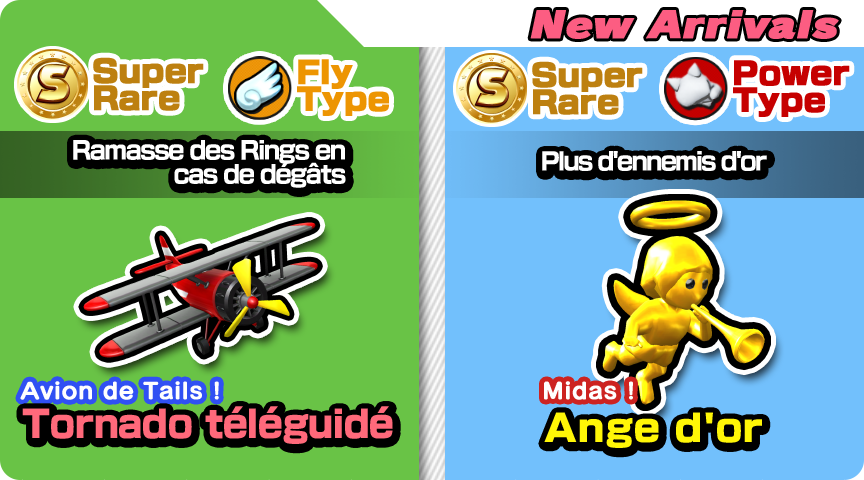 New Arrivals
S Super
Rare
Fly
Type
Ramasse des Rings en
cas de dégâts
Avion de Tails !
Tornado téléguidé
S Super
Rare
Power
Type
Plus d'ennemis d'or
Midas !
Ange d'or